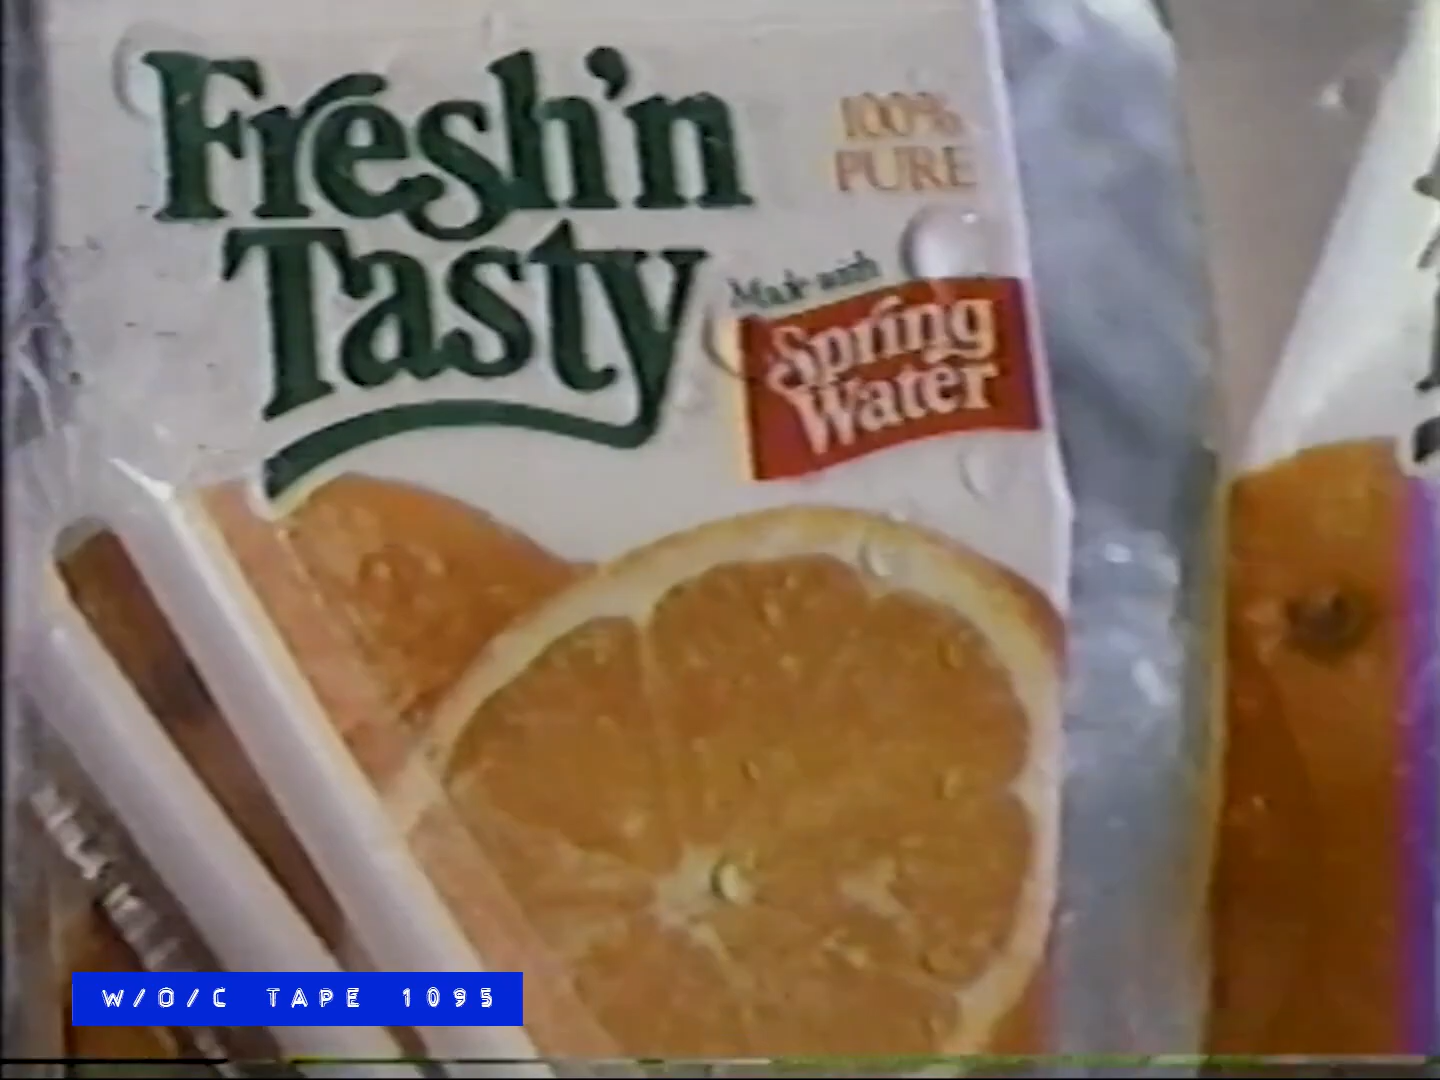 Fresh'n
Tasty
100%
PURE
Made with
Spring
Water
W/O/C TAPE 1095